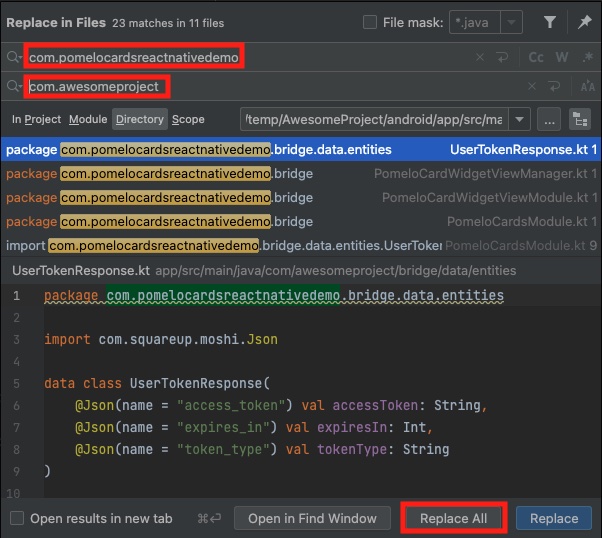 Replace in Files 23 matches in 11 files File mask: *.java
com.pomelocardsreactnativedemo Cc W .*
com.awesomeproject AA
In Project Module Directory Scope /temp/AwesomeProject/android/app/src/ma ...
package com.pomelocardsreactnativedemo.bridge.data.entities UserTokenResponse.kt 1
package com.pomelocardsreactnativedemo.bridge PomeloCardWidgetViewManager.kt 1
package com.pomelocardsreactnativedemo.bridge PomeloCardWidgetViewModule.kt 1
package com.pomelocardsreactnativedemo.bridge PomeloCardsModule.kt 1
import com.pomelocardsreactnativedemo.bridge.data.entities.UserToken PomeloCardsModule.kt 9
UserTokenResponse.kt app/src/main/java/com/awesomeproject/bridge/data/entities
1 package com.pomelocardsreactnativedemo.bridge.data.entities
2
3 import com.squareup.moshi.Json
4
5 data class UserTokenResponse(
6 @Json(name = "access_token") val accessToken: String,
7 @Json(name = "expires_in") val expiresIn: Int,
8 @Json(name = "token_type") val tokenType: String
9 )
10
Open results in new tab ⌘⏎ Open in Find Window Replace All Replace